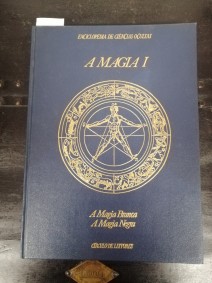 ENCICLOPÉDIA DE CIÊNCIAS OCULTAS
A MAGIA I
A Magia Branca
A Magia Negra
CÍRCULO DE LEITORES